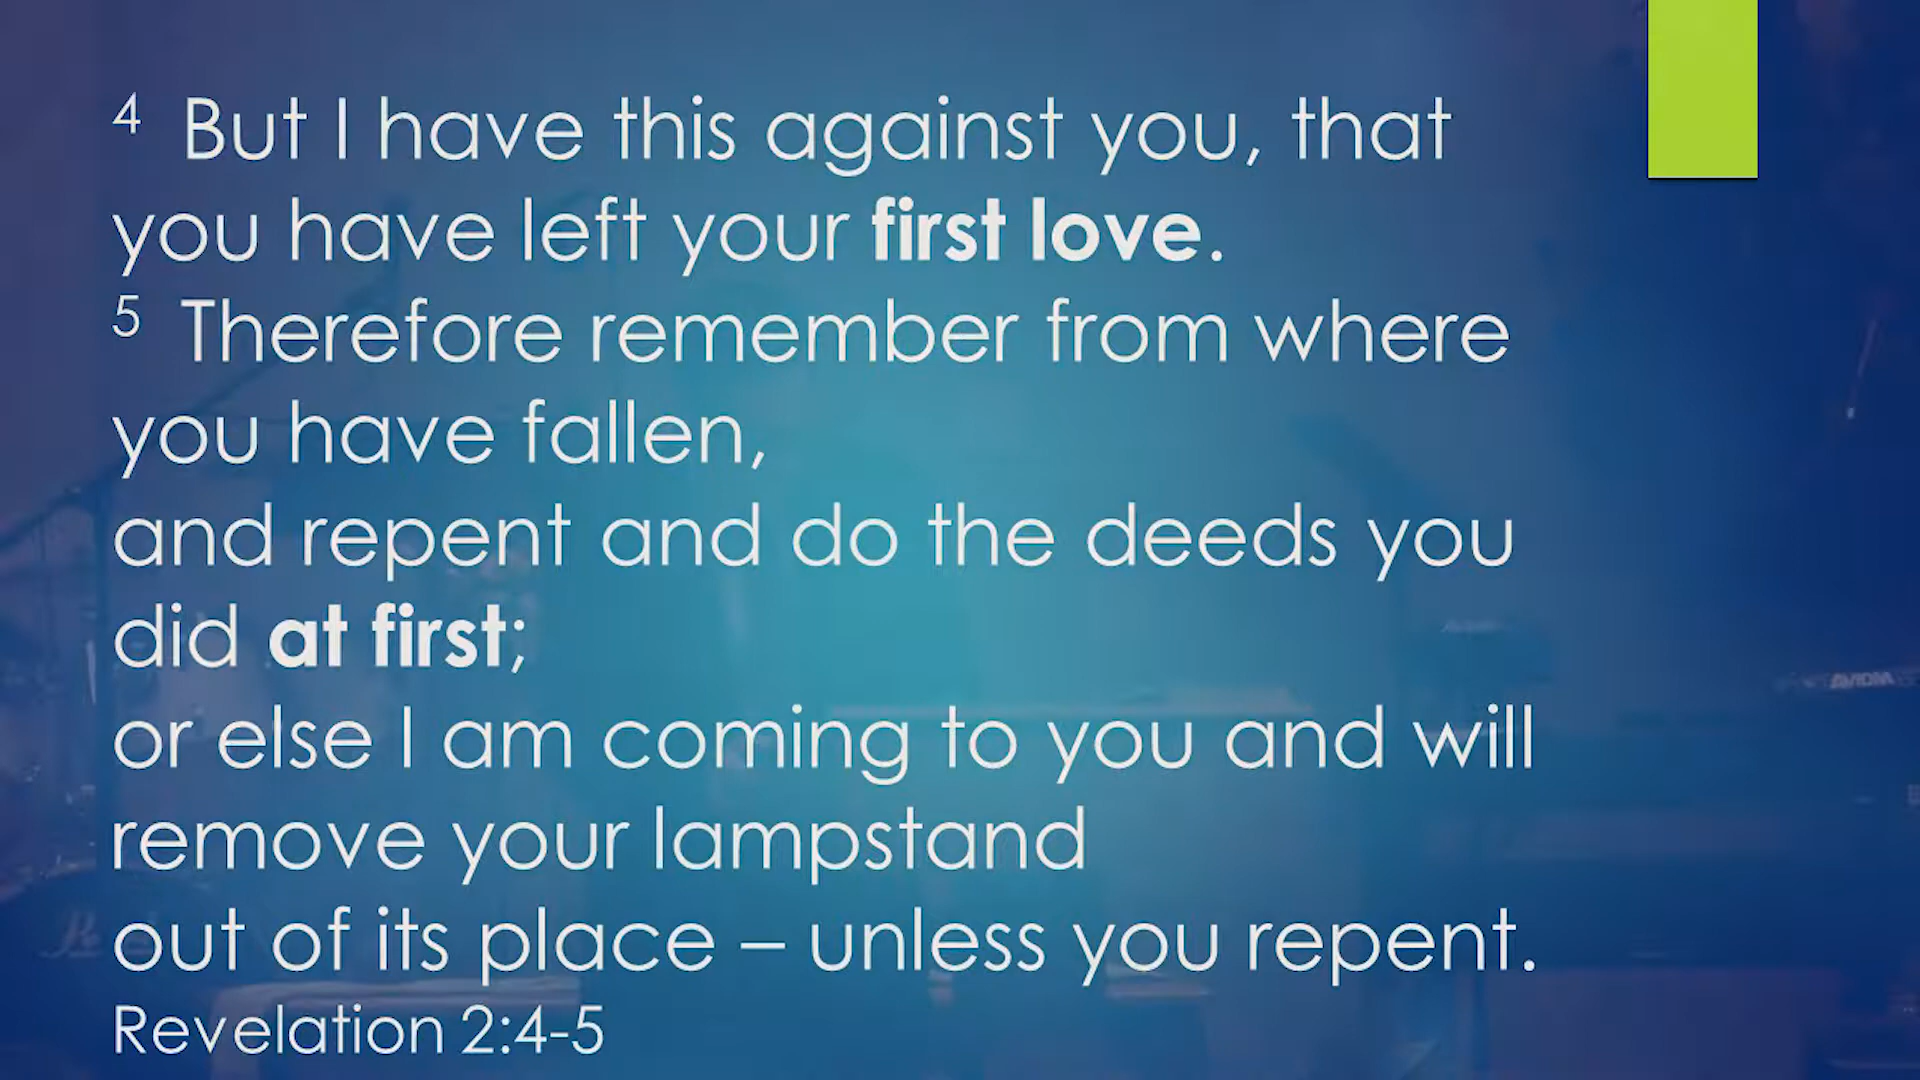 4 But I have this against you, that
you have left your first love.
5 Therefore remember from where
you have fallen,
and repent and do the deeds you
did at first;
or else I am coming to you and will
remove your lampstand
out of its place – unless you repent.
Revelation 2:4-5